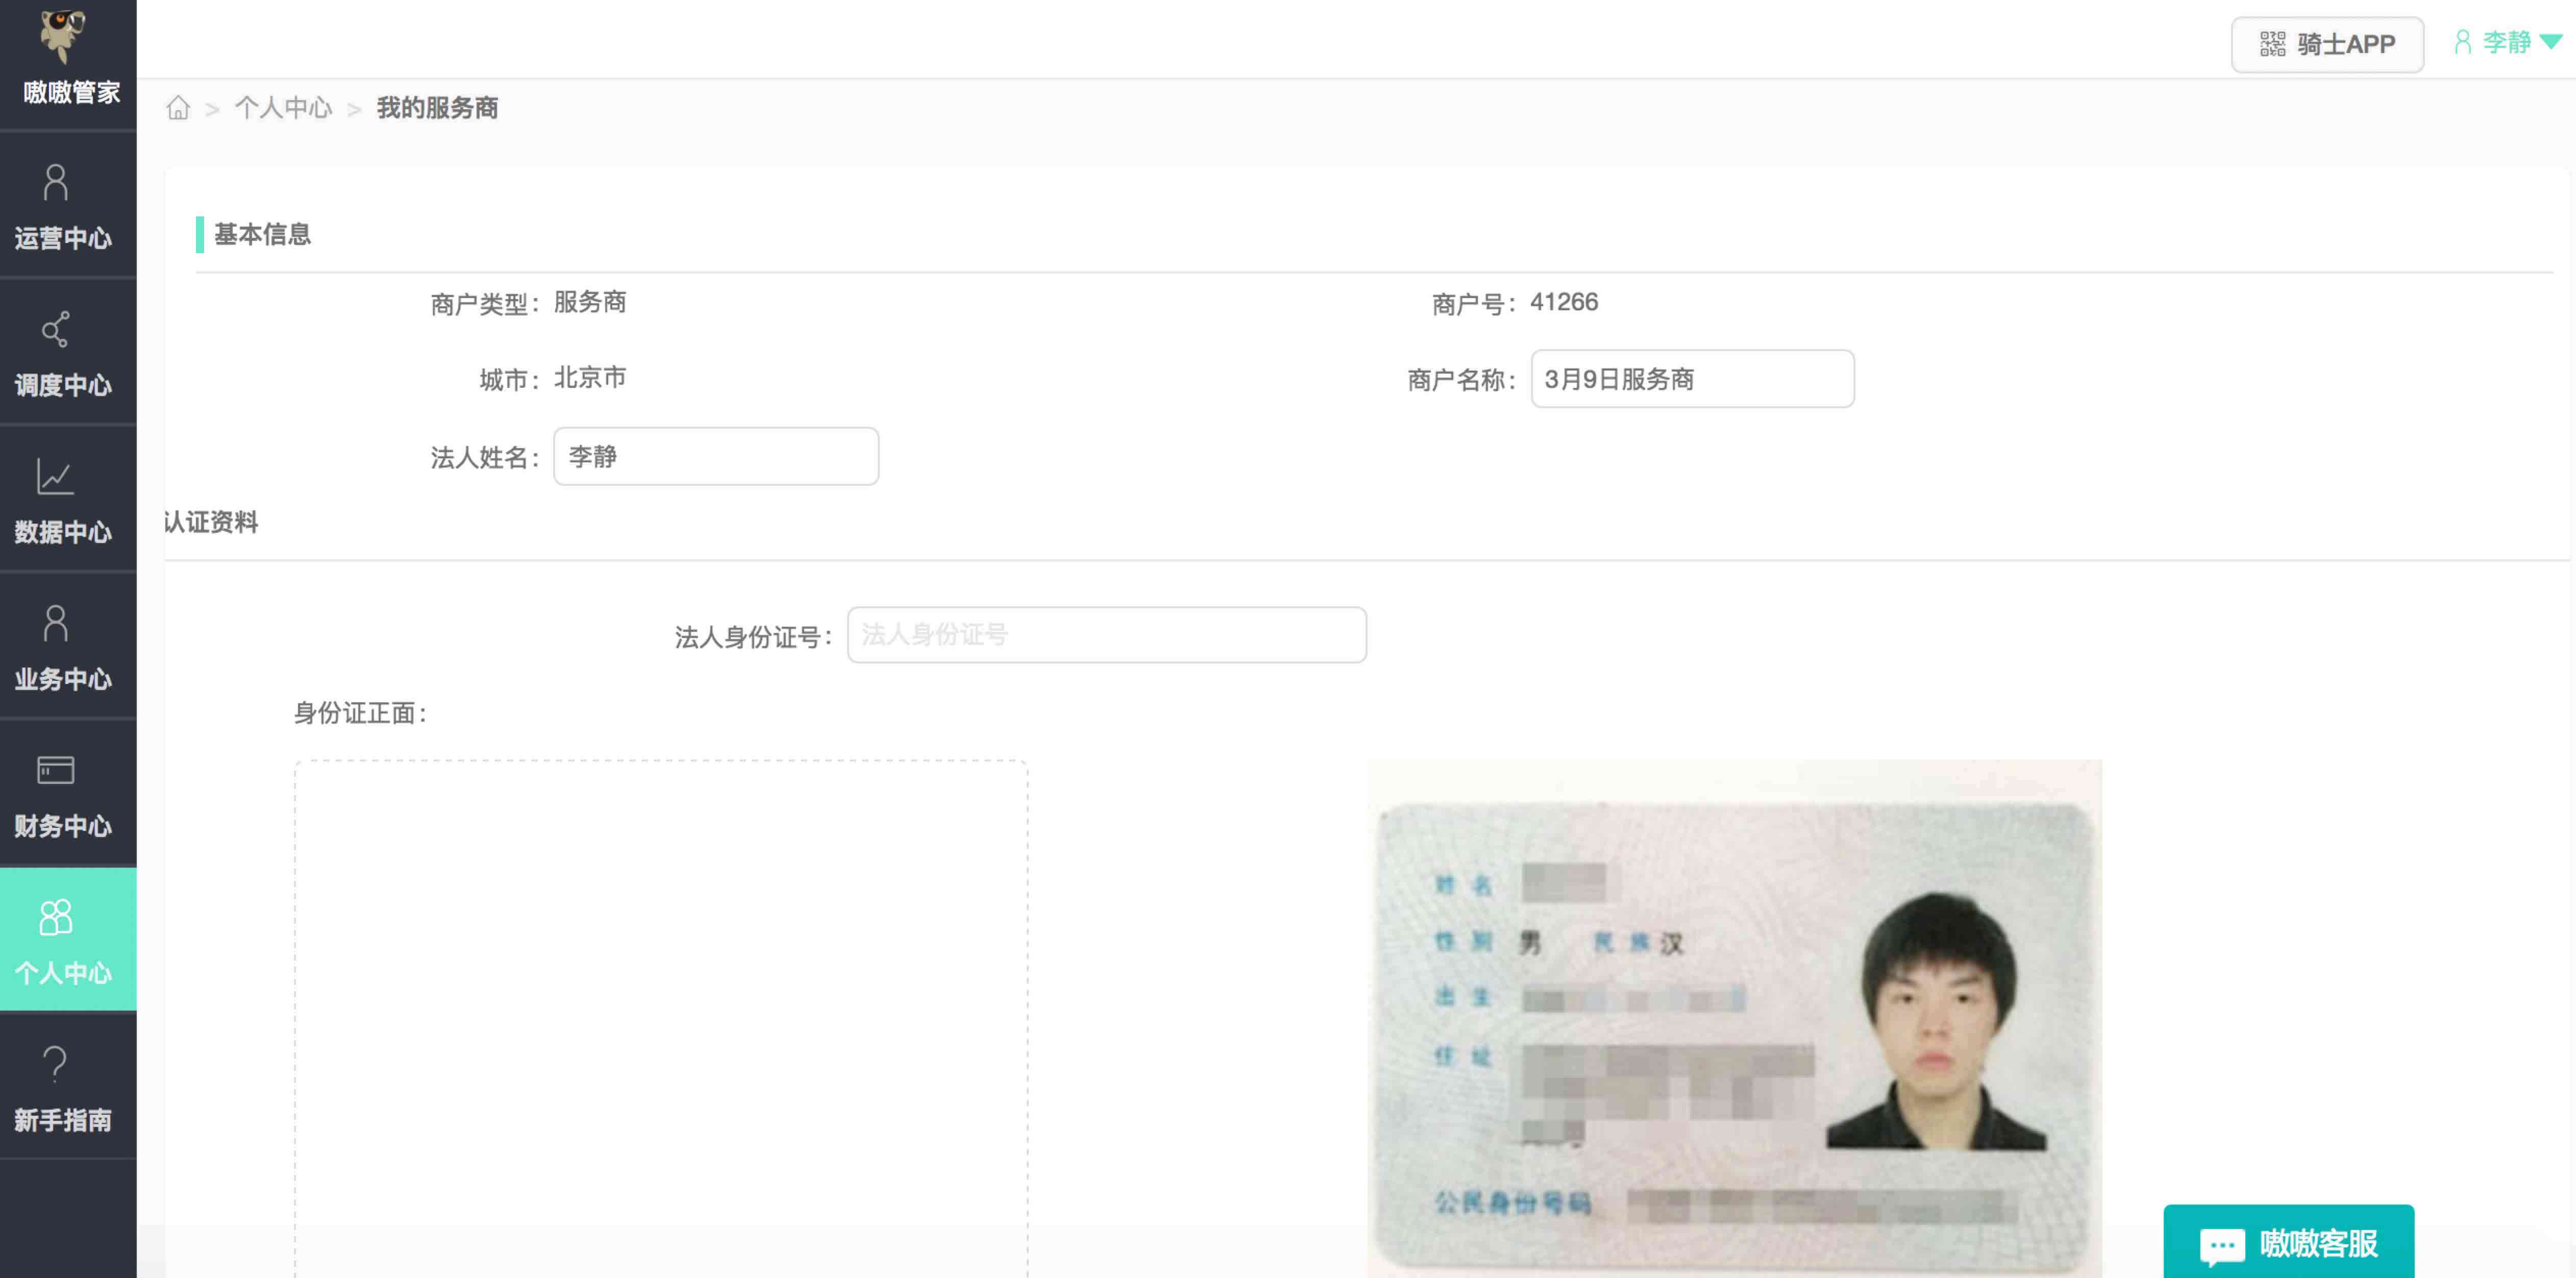 嗷嗷管家
骑士APP 李静
> 个人中心 > 我的服务商
运营中心
调度中心
数据中心
业务中心
财务中心
个人中心
新手指南
基本信息
商户类型: 服务商 商户号: 41266
城市: 北京市 商户名称: 3月9日服务商
法人姓名: 李静
认证资料
法人身份证号: 法人身份证号
身份证正面:
姓 名
性 别 男 民 族 汉
出 生
住 址
公民身份号码
嗷嗷客服